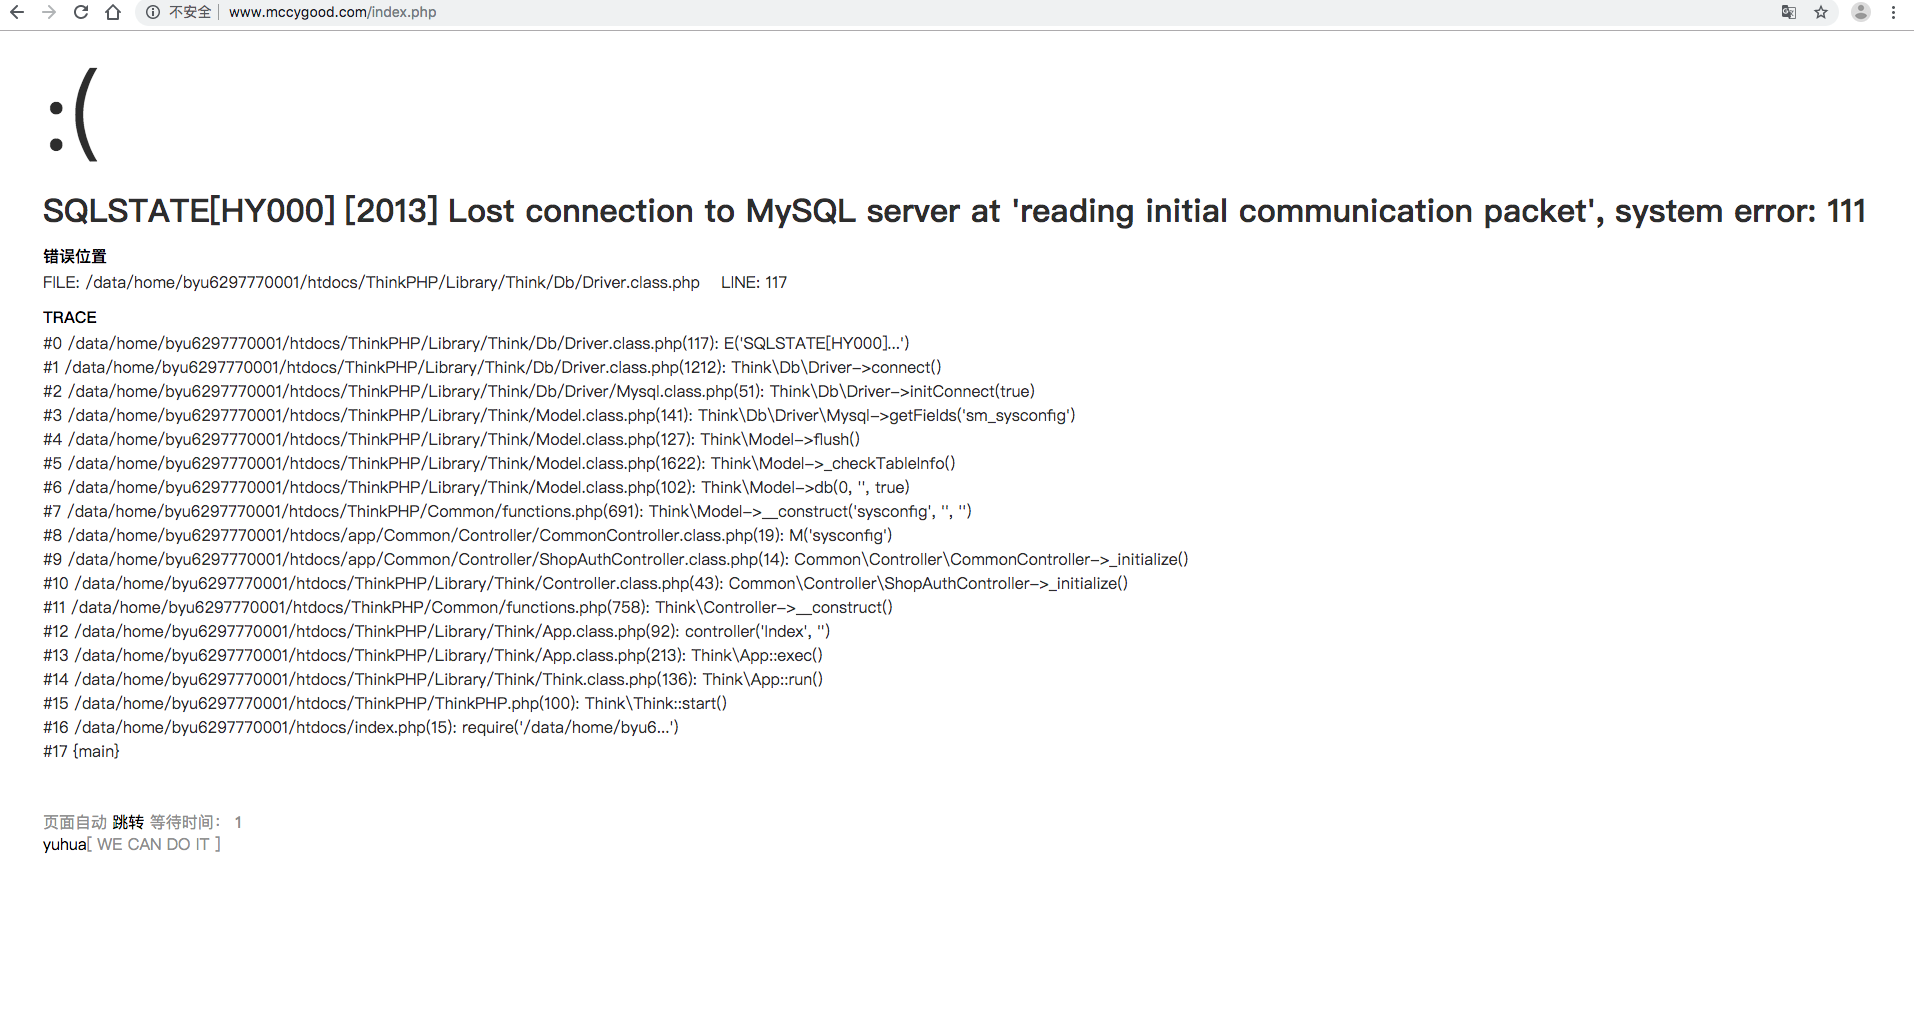 不安全 www.mccygood.com/index.php
:(
SQLSTATE[HY000] [2013] Lost connection to MySQL server at 'reading initial communication packet', system error: 111
错误位置
FILE: /data/home/byu6297770001/htdocs/ThinkPHP/Library/Think/Db/Driver.class.php LINE: 117
TRACE
#0 /data/home/byu6297770001/htdocs/ThinkPHP/Library/Think/Db/Driver.class.php(117): E('SQLSTATE[HY000]...')
#1 /data/home/byu6297770001/htdocs/ThinkPHP/Library/Think/Db/Driver.class.php(1212): Think\Db\Driver->connect()
#2 /data/home/byu6297770001/htdocs/ThinkPHP/Library/Think/Db/Driver/Mysql.class.php(51): Think\Db\Driver->initConnect(true)
#3 /data/home/byu6297770001/htdocs/ThinkPHP/Library/Think/Model.class.php(141): Think\Db\Driver\Mysql->getFields('sm_sysconfig')
#4 /data/home/byu6297770001/htdocs/ThinkPHP/Library/Think/Model.class.php(127): Think\Model->flush()
#5 /data/home/byu6297770001/htdocs/ThinkPHP/Library/Think/Model.class.php(1622): Think\Model->_checkTableInfo()
#6 /data/home/byu6297770001/htdocs/ThinkPHP/Library/Think/Model.class.php(102): Think\Model->db(0, '', true)
#7 /data/home/byu6297770001/htdocs/ThinkPHP/Common/functions.php(691): Think\Model->__construct('sysconfig', '', '')
#8 /data/home/byu6297770001/htdocs/app/Common/Controller/CommonController.class.php(19): M('sysconfig')
#9 /data/home/byu6297770001/htdocs/app/Common/Controller/ShopAuthController.class.php(14): Common\Controller\CommonController->_initialize()
#10 /data/home/byu6297770001/htdocs/ThinkPHP/Library/Think/Controller.class.php(43): Common\Controller\ShopAuthController->_initialize()
#11 /data/home/byu6297770001/htdocs/ThinkPHP/Common/functions.php(758): Think\Controller->__construct()
#12 /data/home/byu6297770001/htdocs/ThinkPHP/Library/Think/App.class.php(92): controller('Index', '')
#13 /data/home/byu6297770001/htdocs/ThinkPHP/Library/Think/App.class.php(213): Think\App::exec()
#14 /data/home/byu6297770001/htdocs/ThinkPHP/Library/Think/Think.class.php(136): Think\App::run()
#15 /data/home/byu6297770001/htdocs/ThinkPHP/ThinkPHP.php(100): Think\Think::start()
#16 /data/home/byu6297770001/htdocs/index.php(15): require('/data/home/byu6...')
#17 {main}
页面自动 跳转 等待时间： 1
yuhua[ WE CAN DO IT ]